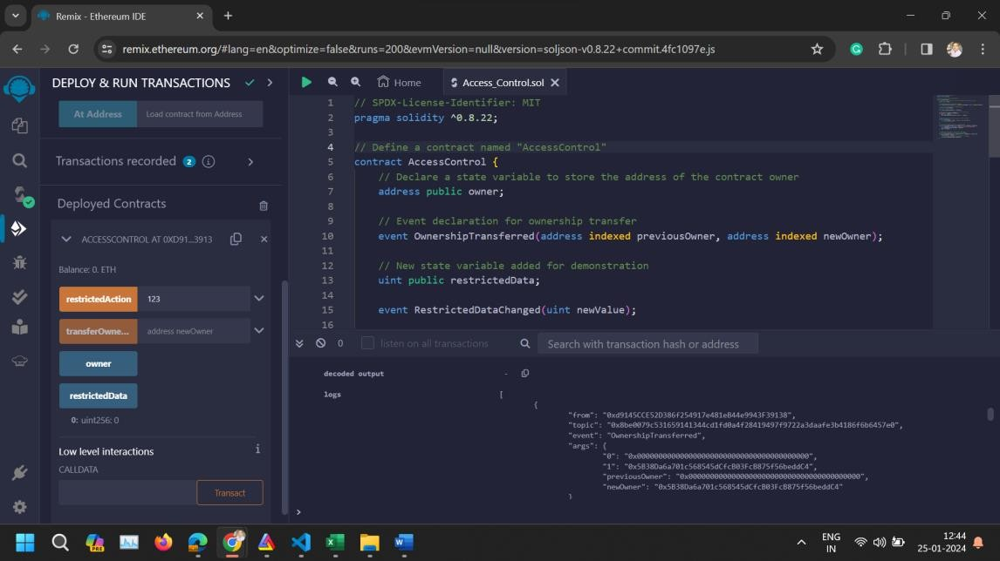 Remix - Ethereum IDE
remix.ethereum.org/#lang=en&optimize=false&runs=200&evmVersion=null&version=soljson-v0.8.22+commit.4fc1097e.js
DEPLOY & RUN TRANSACTIONS
At Address
Load contract from Address
Transactions recorded 2 i
Deployed Contracts
ACCESSCONTROL AT 0XD91...3913
Balance: 0. ETH
restrictedAction
123
transferOwne...
address newOwner
owner
restrictedData
0: uint256: 0
Low level interactions
CALLDATA
Transact
Home
Access_Control.sol
1 // SPDX-License-Identifier: MIT
2 pragma solidity ^0.8.22;
3
4 // Define a contract named "AccessControl"
5 contract AccessControl {
6 // Declare a state variable to store the address of the contract owner
7 address public owner;
8
9 // Event declaration for ownership transfer
10 event OwnershipTransferred(address indexed previousOwner, address indexed newOwner);
11
12 // New state variable added for demonstration
13 uint public restrictedData;
14
15 event RestrictedDataChanged(uint newValue);
16
0
listen on all transactions
Search with transaction hash or address
decoded output -
logs [
{
"from": "0xd9145CCE52D386f254917e481eB44e9943F39138",
"topic": "0x8be0079c531659141344cd1fd0a4f28419497f9722a3daafe3b4186f6b6457e0",
"event": "OwnershipTransferred",
"args": {
"0": "0x0000000000000000000000000000000000000000",
"1": "0x5B38Da6a701c568545dCfcB03FcB875f56beddC4",
"previousOwner": "0x0000000000000000000000000000000000000000",
"newOwner": "0x5B38Da6a701c568545dCfcB03FcB875f56beddC4"
}
>
PRE
W
ENG
IN
12:44
25-01-2024